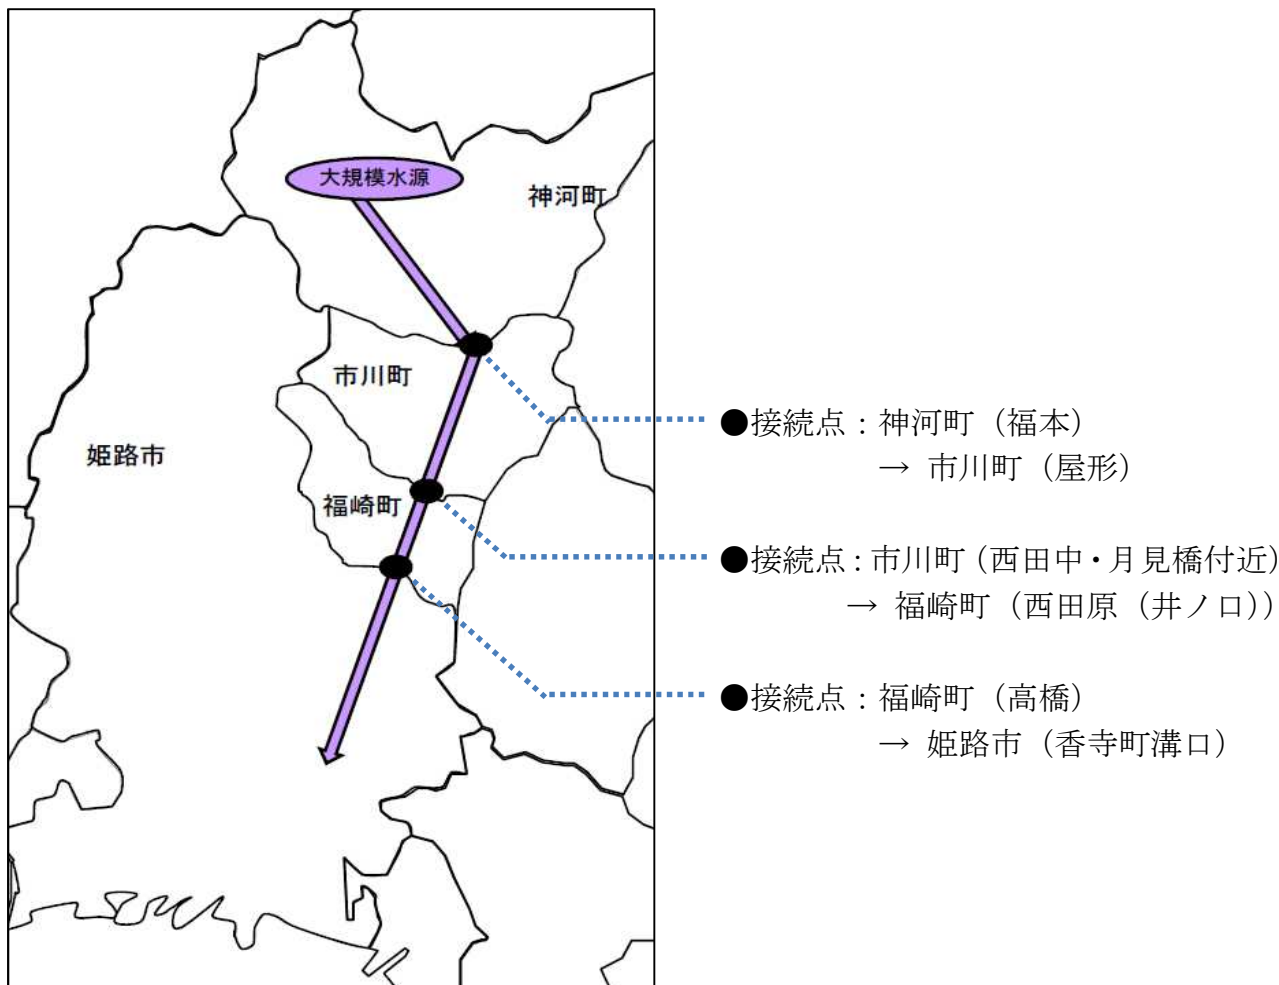 大規模水源
神河町
市川町
姫路市
福崎町
●接続点：神河町（福本）
→ 市川町（屋形）
●接続点：市川町（西田中・月見橋付近）
→ 福崎町（西田原（井ノ口））
●接続点：福崎町（高橋）
→ 姫路市（香寺町溝口）